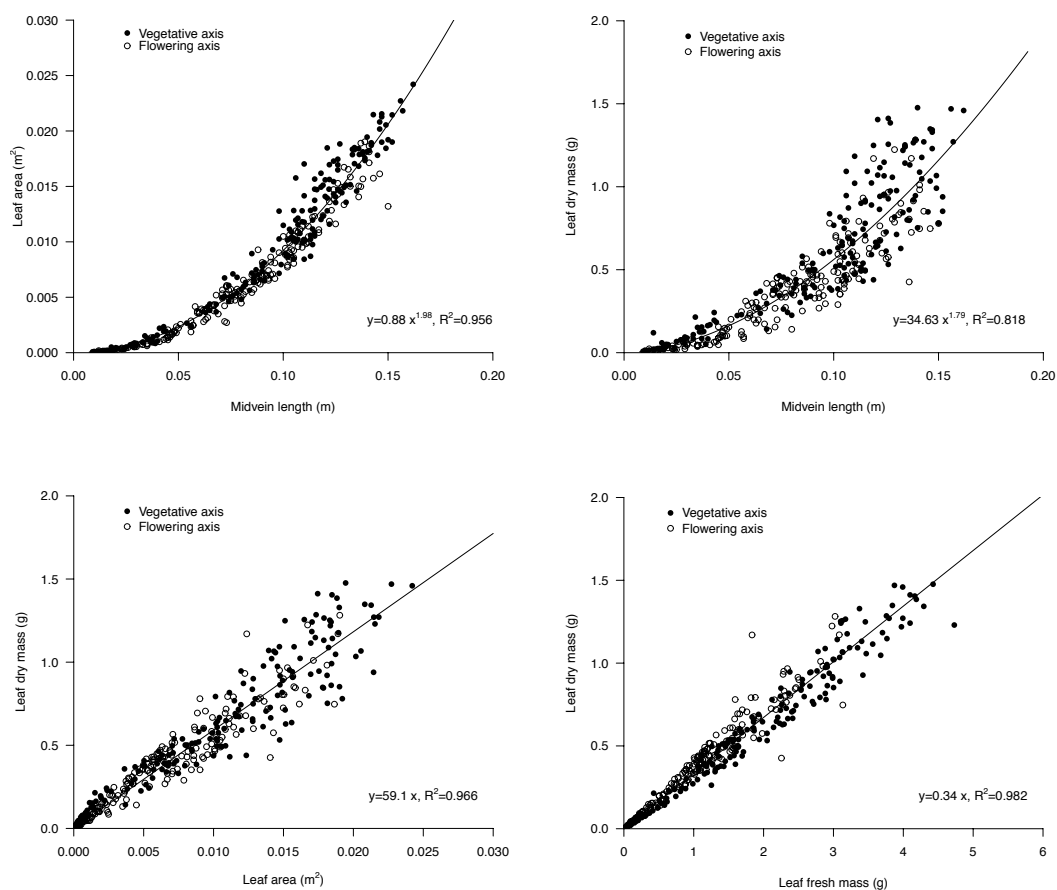 0.030
0.025
0.020
0.015
0.010
0.005
0.000
Leaf area (m²)
Vegetative axis
Flowering axis
y=0.88 x^1.98, R²=0.956
0.00 0.05 0.10 0.15 0.20
Midvein length (m)
2.0
1.5
1.0
0.5
0.0
Leaf dry mass (g)
Vegetative axis
Flowering axis
y=34.63 x^1.79, R²=0.818
0.00 0.05 0.10 0.15 0.20
Midvein length (m)
2.0
1.5
1.0
0.5
0.0
Leaf dry mass (g)
Vegetative axis
Flowering axis
y=59.1 x, R²=0.966
0.000 0.005 0.010 0.015 0.020 0.025 0.030
Leaf area (m²)
2.0
1.5
1.0
0.5
0.0
Leaf dry mass (g)
Vegetative axis
Flowering axis
y=0.34 x, R²=0.982
0 1 2 3 4 5 6
Leaf fresh mass (g)